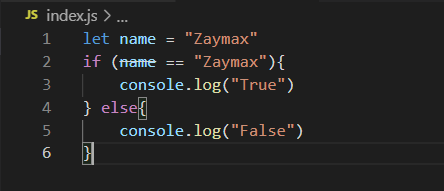 JS index.js > ...
1 let name = "Zaymax"
2 if (name == "Zaymax"){
3     console.log("True")
4 } else{
5     console.log("False")
6 }